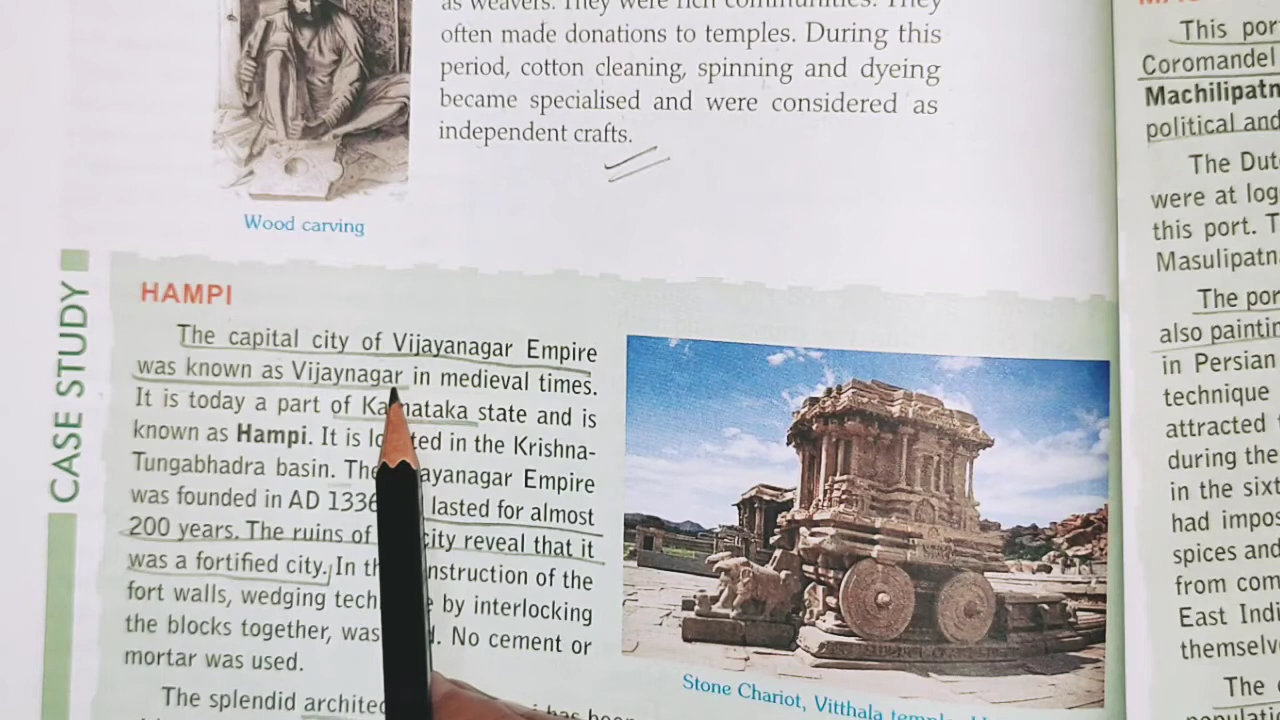 as weavers. They were rich communities. They
often made donations to temples. During this
period, cotton cleaning, spinning and dyeing
became specialised and were considered as
independent crafts.
Wood carving
CASE STUDY
HAMPI
The capital city of Vijayanagar Empire
was known as Vijaynagar in medieval times.
It is today a part of Karnataka state and is
known as Hampi. It is located in the Krishna-
Tungabhadra basin. The Vijayanagar Empire
was founded in AD 1336 lasted for almost
200 years. The ruins of city reveal that it
was a fortified city. In the construction of the
fort walls, wedging technique by interlocking
the blocks together, was No cement or
mortar was used.
The splendid has been
Stone Chariot, Vitthala temple
This port
Coromandel
Machilipatn
political and
The Dut
were at log
this port. T
Masulipatn
The por
also paintin
in Persian
technique
attracted
during the
in the sixt
had impos
spices and
from com
East Indi
themselve
The